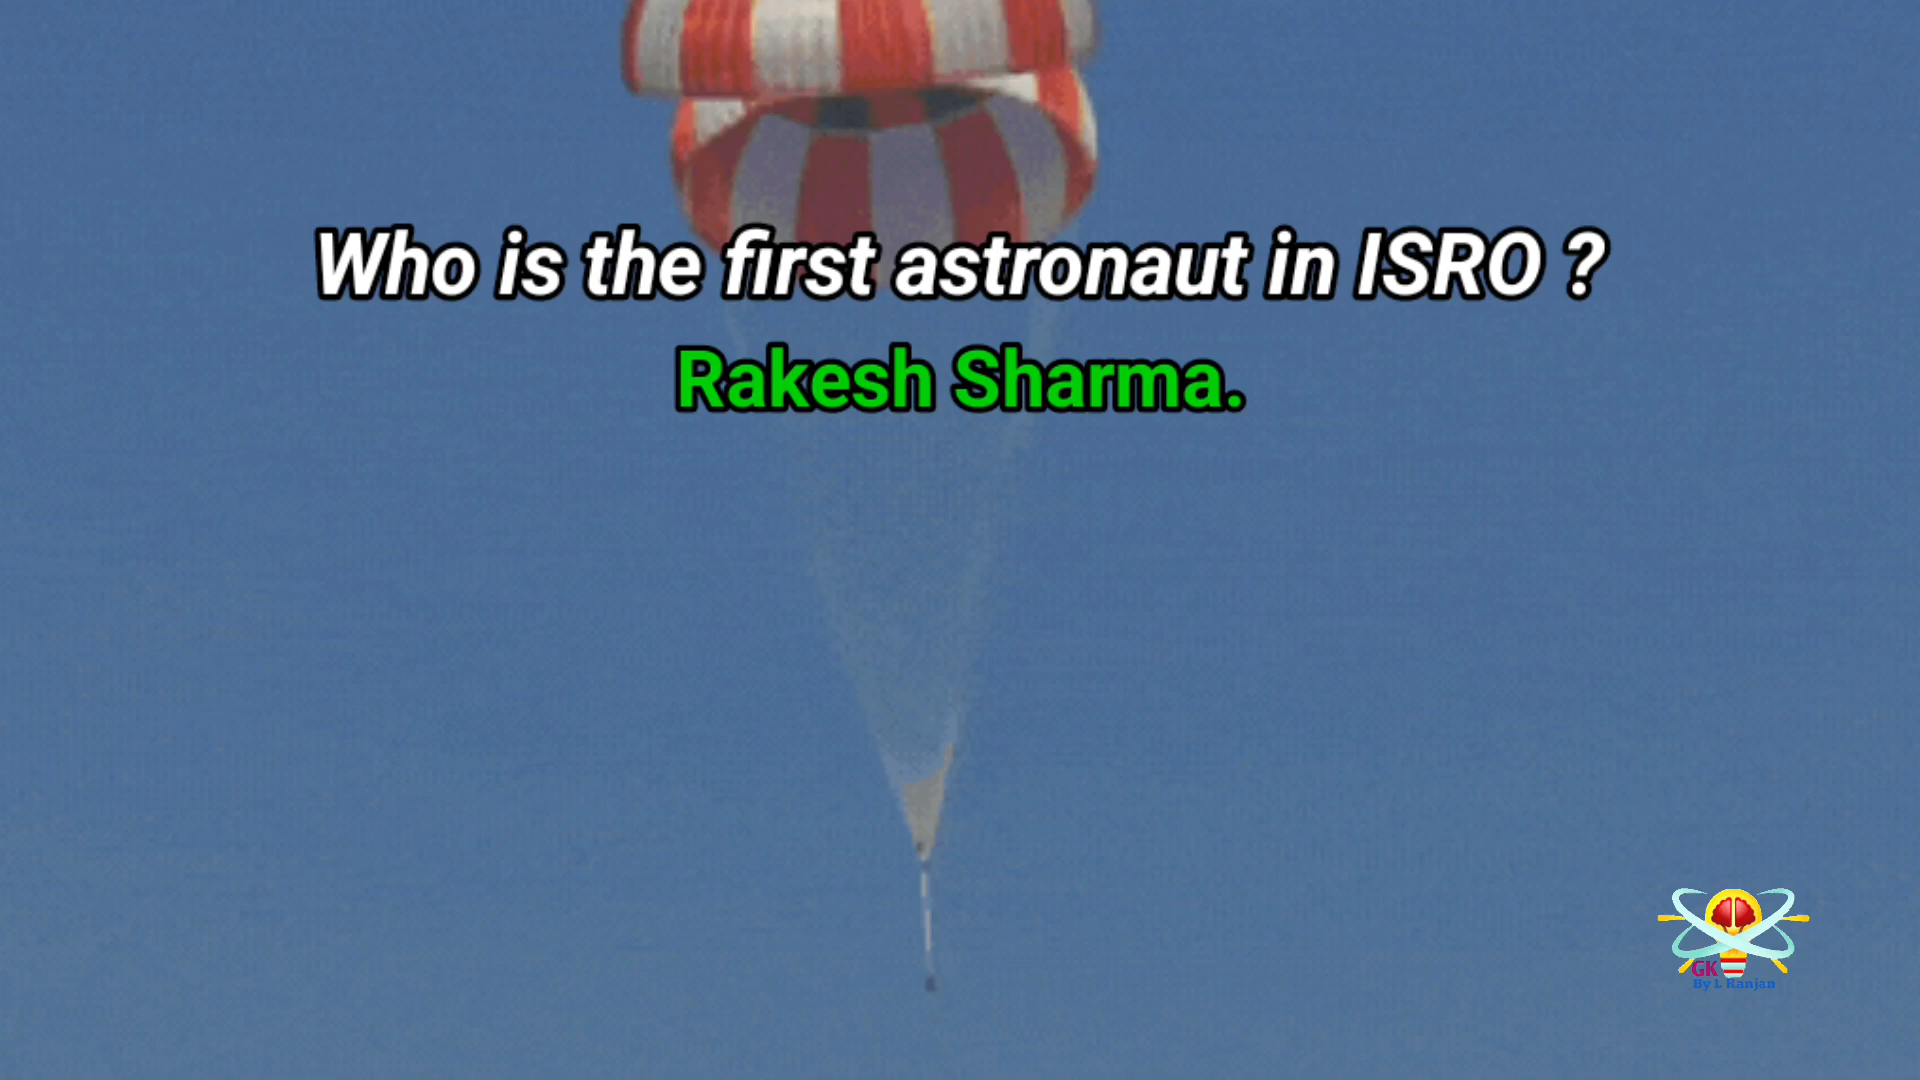 Who is the first astronaut in ISRO ?
Rakesh Sharma.
GK
By L Ranjan